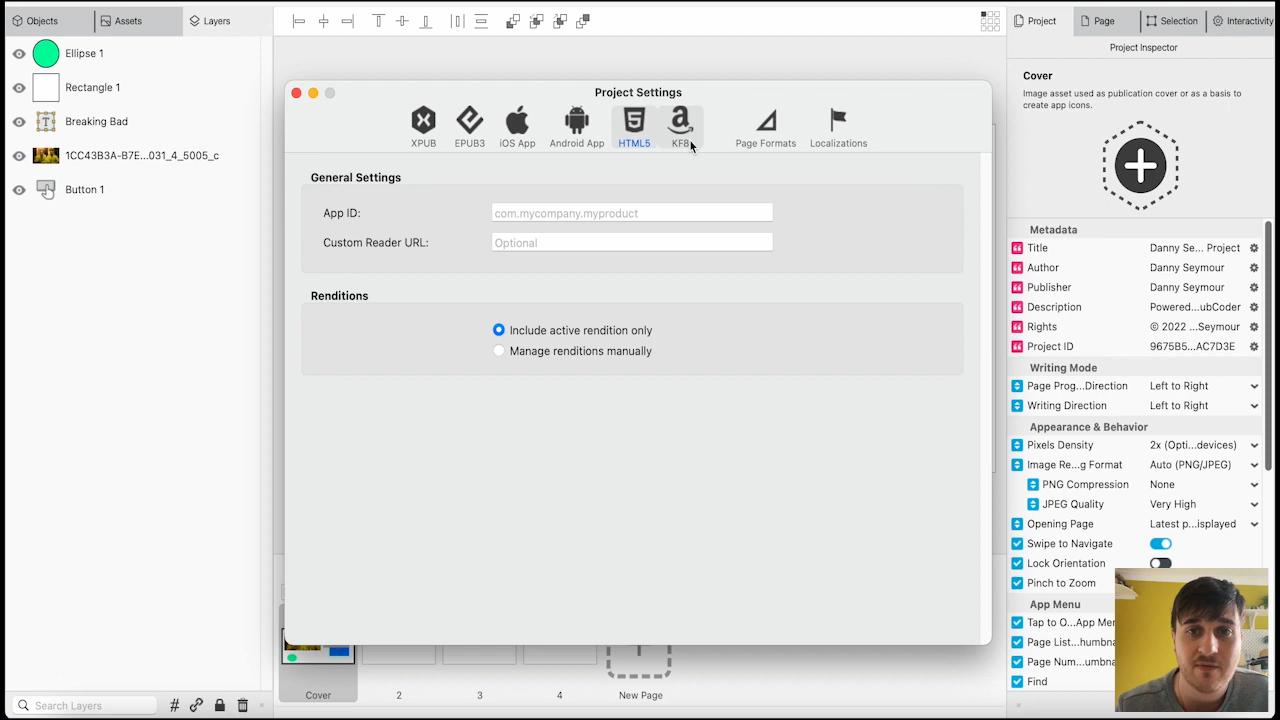 Objects
Assets
Layers
Project
Page
Selection
Interactivity
Ellipse 1
Rectangle 1
Breaking Bad
1CC43B3A-B7E...031_4_5005_c
Button 1
Search Layers
Project Settings
XPUB
EPUB3
iOS App
Android App
HTML5
KF8
Page Formats
Localizations
General Settings
App ID:
com.mycompany.myproduct
Custom Reader URL:
Optional
Renditions
Include active rendition only
Manage renditions manually
Cover
2
3
4
New Page
Project Inspector
Cover
Image asset used as publication cover or as a basis to
create app icons.
Metadata
Title Danny Se... Project
Author Danny Seymour
Publisher Danny Seymour
Description Powered...ubCoder
Rights © 2022 ...Seymour
Project ID 9675B5...AC7D3E
Writing Mode
Page Prog...Direction Left to Right
Writing Direction Left to Right
Appearance & Behavior
Pixels Density 2x (Opti...devices)
Image Re...g Format Auto (PNG/JPEG)
PNG Compression None
JPEG Quality Very High
Opening Page Latest p...isplayed
Swipe to Navigate
Lock Orientation
Pinch to Zoom
App Menu
Tap to O...App Men
Page List...humbna
Page Num...umbna
Find